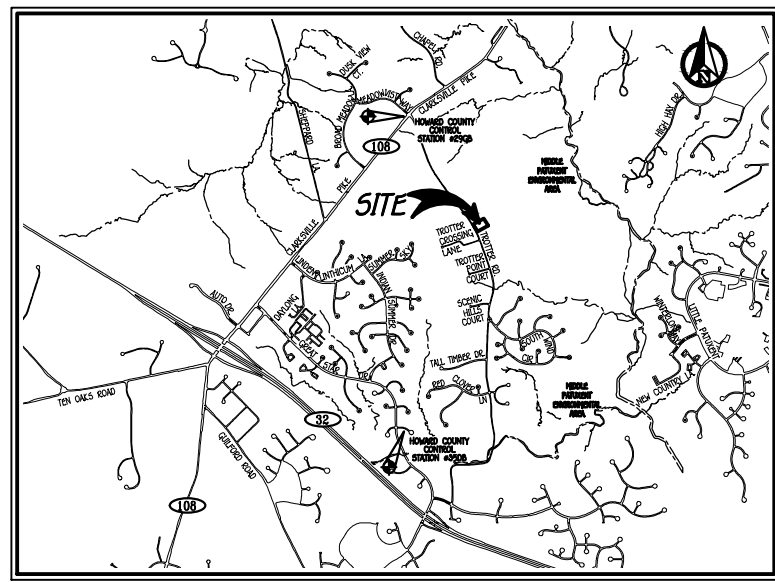 DUSK VIEW
CT.
CHAPEL RD.
CLARKSVILLE PIKE
MEADOWVISTA WAY
BROAD MEADOW
SHEPPARD
HOWARD COUNTY
CONTROL
STATION #29GB
108
HIGH HAY DR
N
MIDDLE
PATUXENT
ENVIRONMENTAL
AREA
CLARKSVILLE
PIKE
SITE
TROTTER
CROSSING
LANE
TROTTER RD
TROTTER
POINT
COURT
LINDEN
LINTHICUM LA
SUMMER
SKY
INDIAN
SUMMER DR
SCENIC
HILLS
COURT
AUTO DR
DAYLONG
LA
GREAT STAR
DR
SOUTH WIND
CIR
TALL TIMBER DR.
RED
CLOVER
LN
LITTLE PATUXENT
NEW COUNTRY LA
MIDDLE
PATUXENT
ENVIRONMENTAL
AREA
TEN OAKS ROAD
32
GUILFORD ROAD
HOWARD COUNTY
CONTROL
STATION #35DB
108